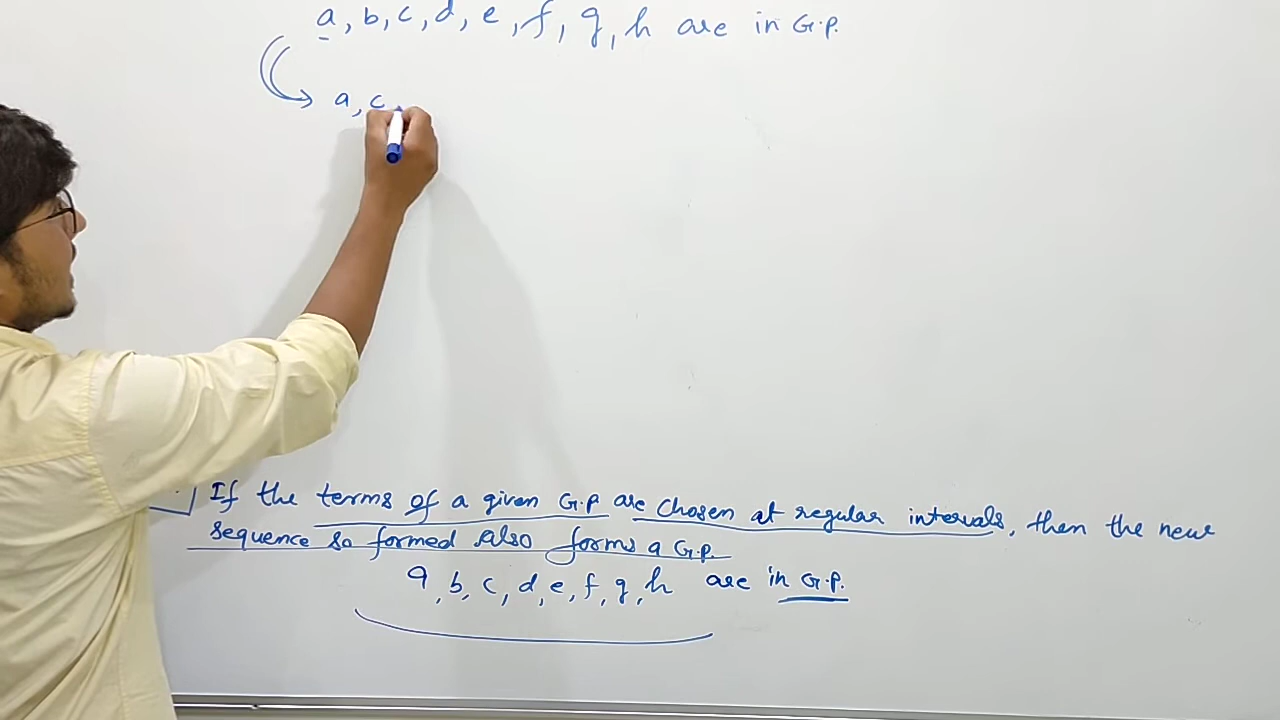 a, b, c, d, e, f, g, h are in G.P.
a, c,
If the terms of a given G.P are chosen at regular intervals, then the new
sequence so formed also forms a G.P.
a, b, c, d, e, f, g, h are in G.P.